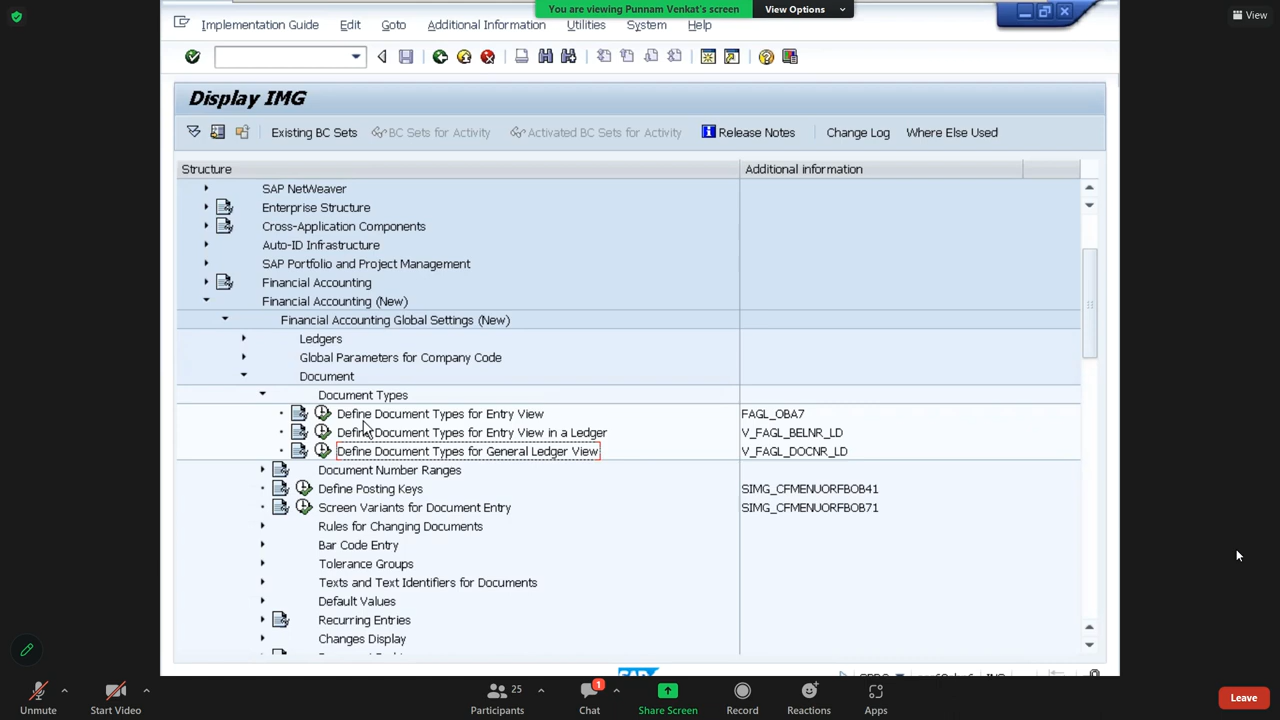 You are viewing Punnam Venkat's screen
View Options
View
Implementation Guide Edit Goto Additional Information Utilities System Help
Display IMG
Existing BC Sets BC Sets for Activity Activated BC Sets for Activity Release Notes Change Log Where Else Used
Structure Additional information
SAP NetWeaver
Enterprise Structure
Cross-Application Components
Auto-ID Infrastructure
SAP Portfolio and Project Management
Financial Accounting
Financial Accounting (New)
Financial Accounting Global Settings (New)
Ledgers
Global Parameters for Company Code
Document
Document Types
Define Document Types for Entry View FAGL_OBA7
Define Document Types for Entry View in a Ledger V_FAGL_BELNR_LD
Define Document Types for General Ledger View V_FAGL_DOCNR_LD
Document Number Ranges
Define Posting Keys SIMG_CFMENUORFBOB41
Screen Variants for Document Entry SIMG_CFMENUORFBOB71
Rules for Changing Documents
Bar Code Entry
Tolerance Groups
Texts and Text Identifiers for Documents
Default Values
Recurring Entries
Changes Display
25 1
Unmute Start Video Participants Chat Share Screen Record Reactions Apps Leave